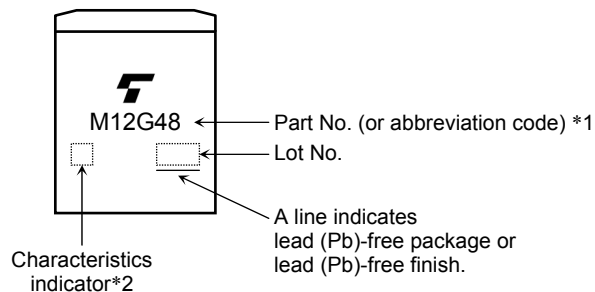 M12G48
Part No. (or abbreviation code) *1
Lot No.
A line indicates
lead (Pb)-free package or
lead (Pb)-free finish.
Characteristics
indicator*2